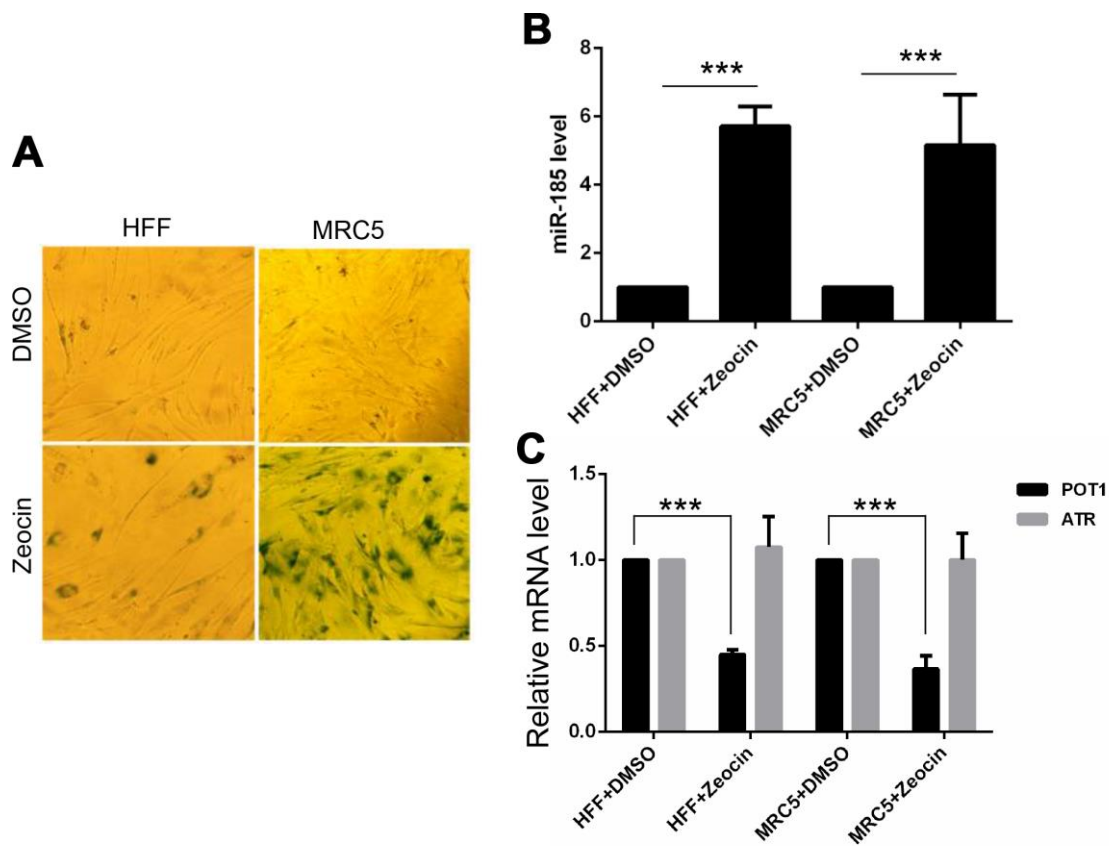 A
HFF
MRC5
DMSO
Zeocin
B
8
6
4
2
0
miR-185 level
***
***
HFF+DMSO
HFF+Zeocin
MRC5+DMSO
MRC5+Zeocin
C
1.5
1.0
0.5
0.0
Relative mRNA level
***
***
POT1
ATR
HFF+DMSO
HFF+Zeocin
MRC5+DMSO
MRC5+Zeocin